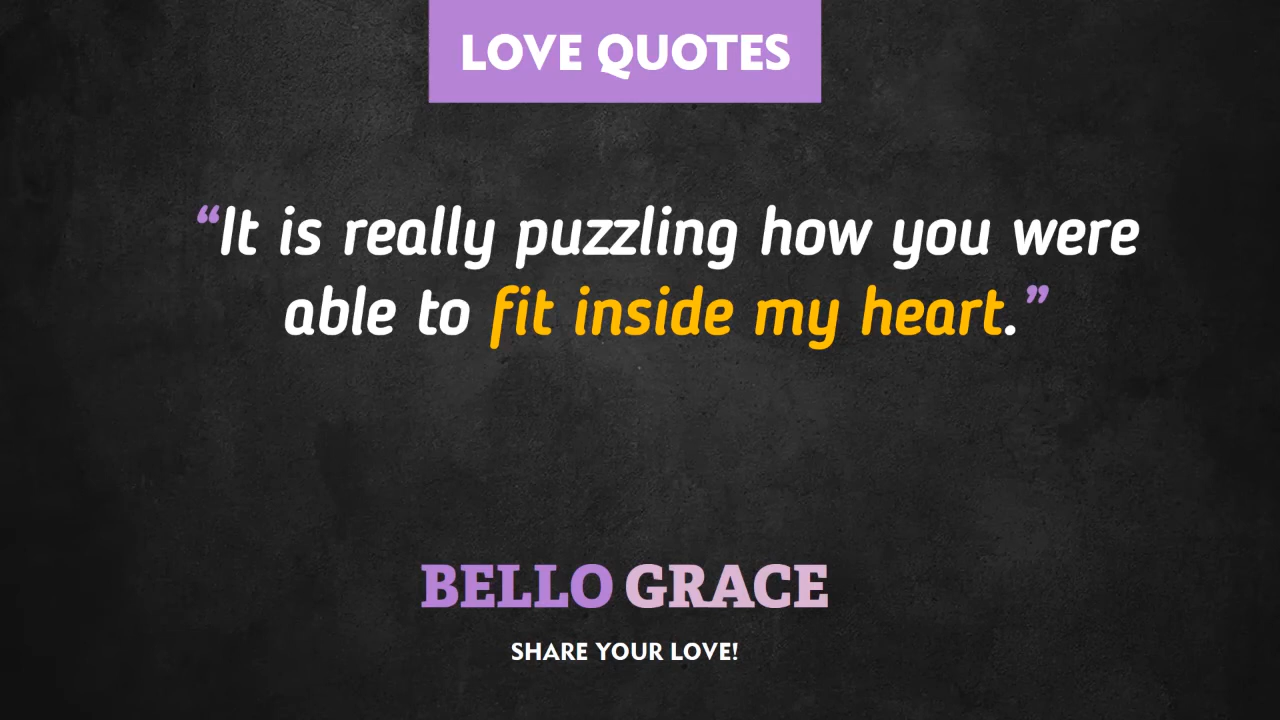 LOVE QUOTES
“It is really puzzling how you were
able to fit inside my heart.”
BELLO GRACE
SHARE YOUR LOVE!